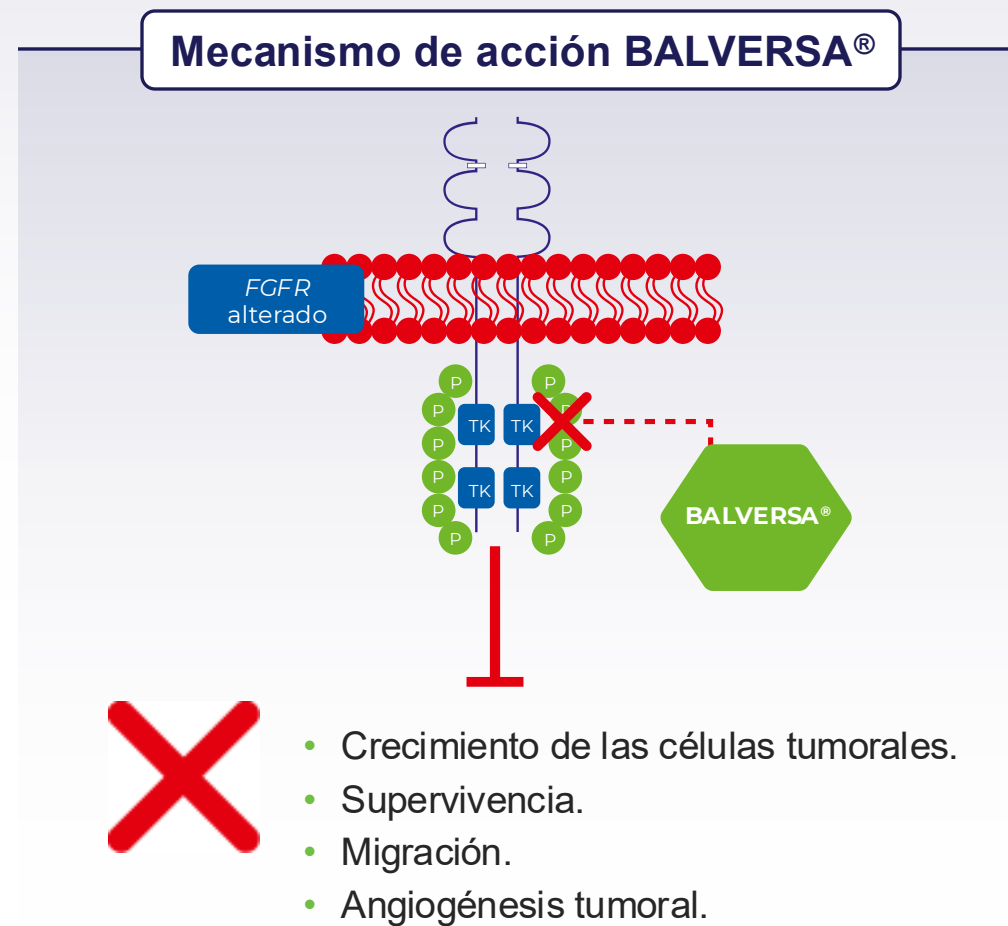 Mecanismo de acción BALVERSA®
FGFR
alterado
P P
P P
TK TK
P P
P P
TK TK
P P
P P
BALVERSA®
• Crecimiento de las células tumorales.
• Supervivencia.
• Migración.
• Angiogénesis tumoral.